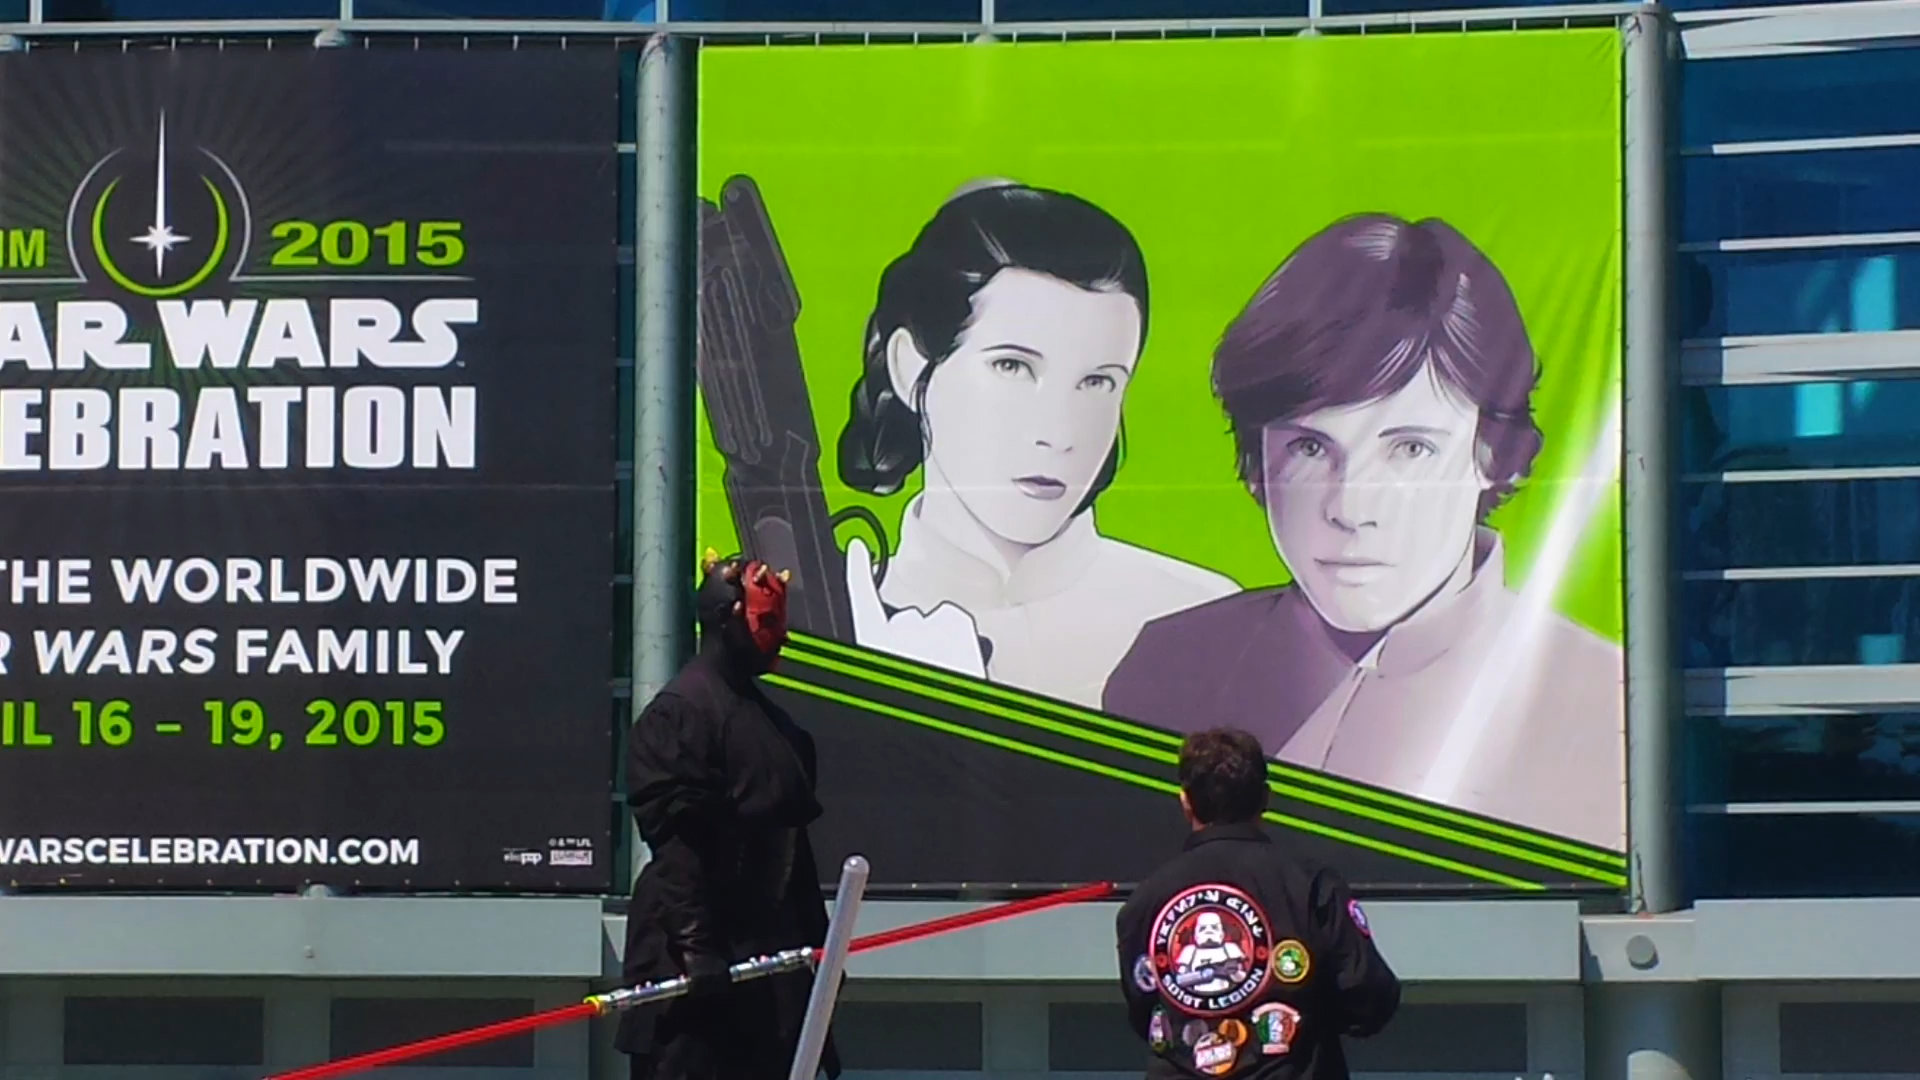 IM 2015
AR WARS
EBRATION
THE WORLDWIDE
R WARS FAMILY
IL 16 – 19, 2015
WARSCELEBRATION.COM
501ST LEGION